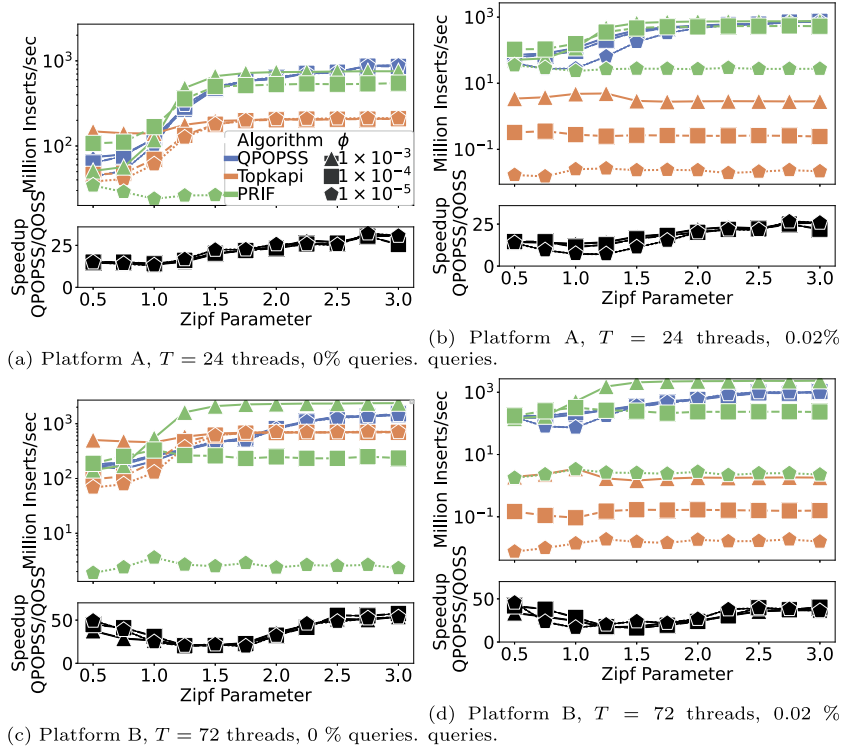 Million Inserts/sec
10³
10²
Algorithm ϕ
QPOPSS 1 × 10⁻³
Topkapi 1 × 10⁻⁴
PRIF 1 × 10⁻⁵
Speedup
QPOPSS/QOSS
25
0
0.5 1.0 1.5 2.0 2.5 3.0
Zipf Parameter
(a) Platform A, T = 24 threads, 0% queries.
Million Inserts/sec
10³
10¹
10⁻¹
Speedup
QPOPSS/QOSS
25
0
0.5 1.0 1.5 2.0 2.5 3.0
Zipf Parameter
(b) Platform A, T = 24 threads, 0.02%
queries.
Million Inserts/sec
10³
10²
10¹
Speedup
QPOPSS/QOSS
50
0
0.5 1.0 1.5 2.0 2.5 3.0
Zipf Parameter
(c) Platform B, T = 72 threads, 0 % queries.
Million Inserts/sec
10³
10¹
10⁻¹
Speedup
QPOPSS/QOSS
50
0
0.5 1.0 1.5 2.0 2.5 3.0
Zipf Parameter
(d) Platform B, T = 72 threads, 0.02 %
queries.